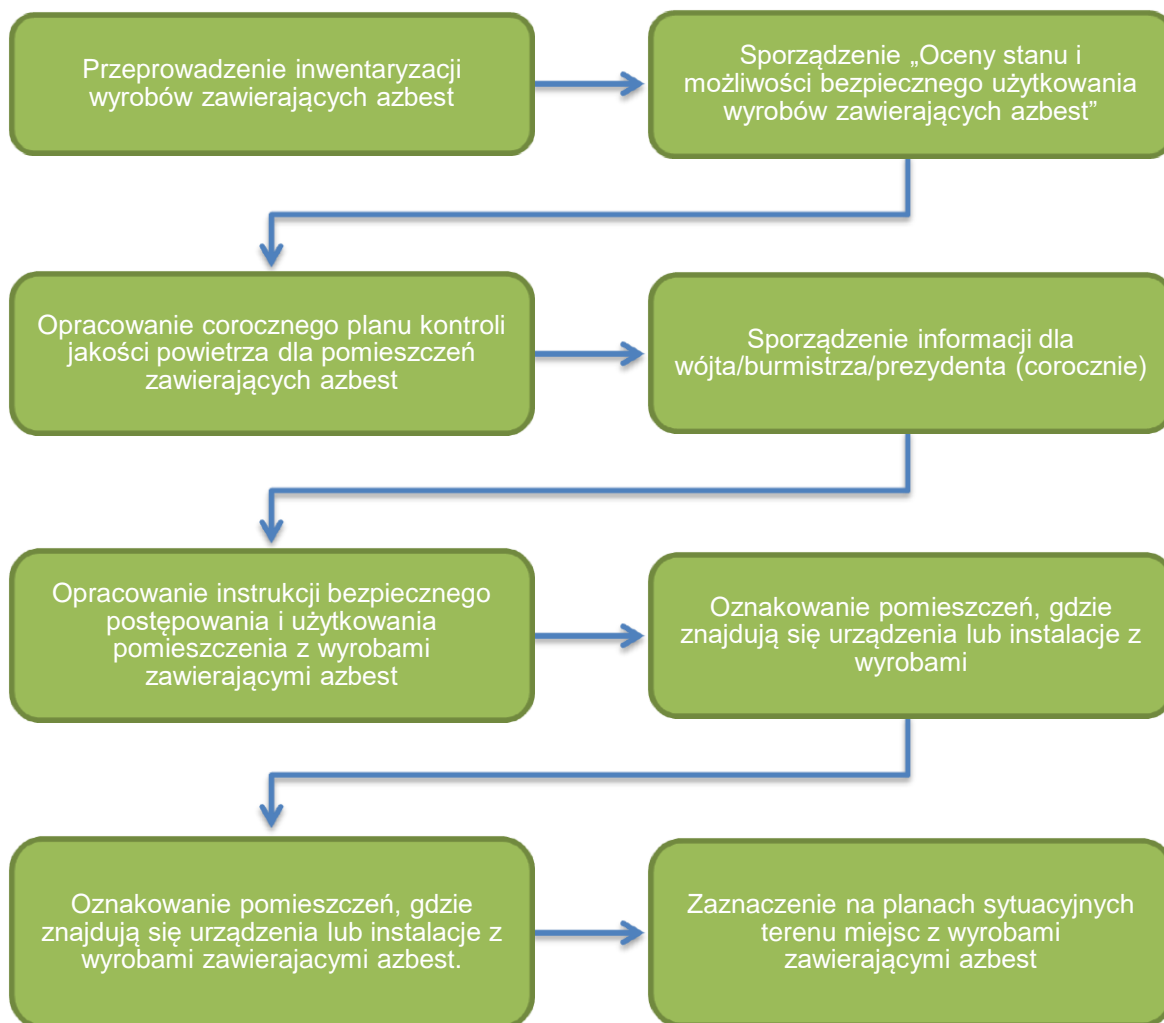 Przeprowadzenie inwentaryzacji
wyrobów zawierających azbest
Sporządzenie „Oceny stanu i
możliwości bezpiecznego użytkowania
wyrobów zawierających azbest”
Opracowanie corocznego planu kontroli
jakości powietrza dla pomieszczeń
zawierających azbest
Sporządzenie informacji dla
wójta/burmistrza/prezydenta (corocznie)
Opracowanie instrukcji bezpiecznego
postępowania i użytkowania
pomieszczenia z wyrobami
zawierającymi azbest
Oznakowanie pomieszczeń, gdzie
znajdują się urządzenia lub instalacje z
wyrobami
Oznakowanie pomieszczeń, gdzie
znajdują się urządzenia lub instalacje z
wyrobami zawierajacymi azbest.
Zaznaczenie na planach sytuacyjnych
terenu miejsc z wyrobami
zawierającymi azbest